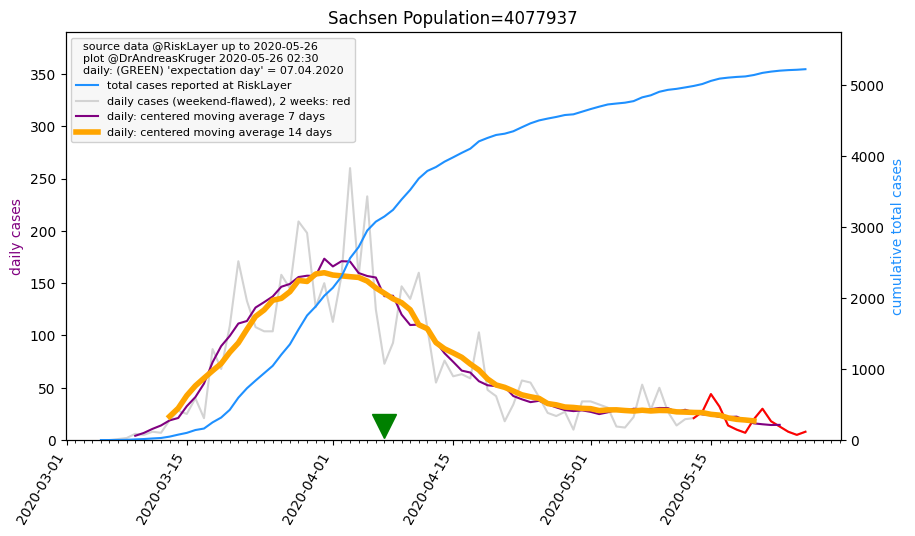 Sachsen Population=4077937
source data @RiskLayer up to 2020-05-26
plot @DrAndreasKruger 2020-05-26 02:30
daily: (GREEN) 'expectation day' = 07.04.2020
total cases reported at RiskLayer
daily cases (weekend-flawed), 2 weeks: red
daily: centered moving average 7 days
daily: centered moving average 14 days
daily cases
350
300
250
200
150
100
50
0
5000
4000
3000
2000
1000
0
cumulative total cases
2020-03-01
2020-03-15
2020-04-01
2020-04-15
2020-05-01
2020-05-15